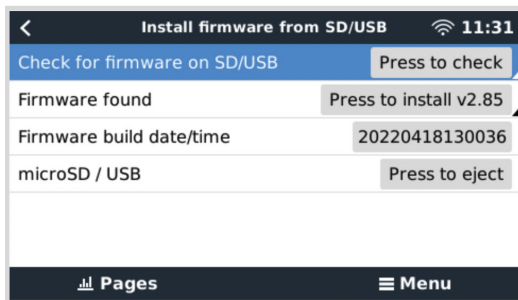 Install firmware from SD/USB 11:31
Check for firmware on SD/USB Press to check
Firmware found Press to install v2.85
Firmware build date/time 20220418130036
microSD / USB Press to eject
Pages Menu